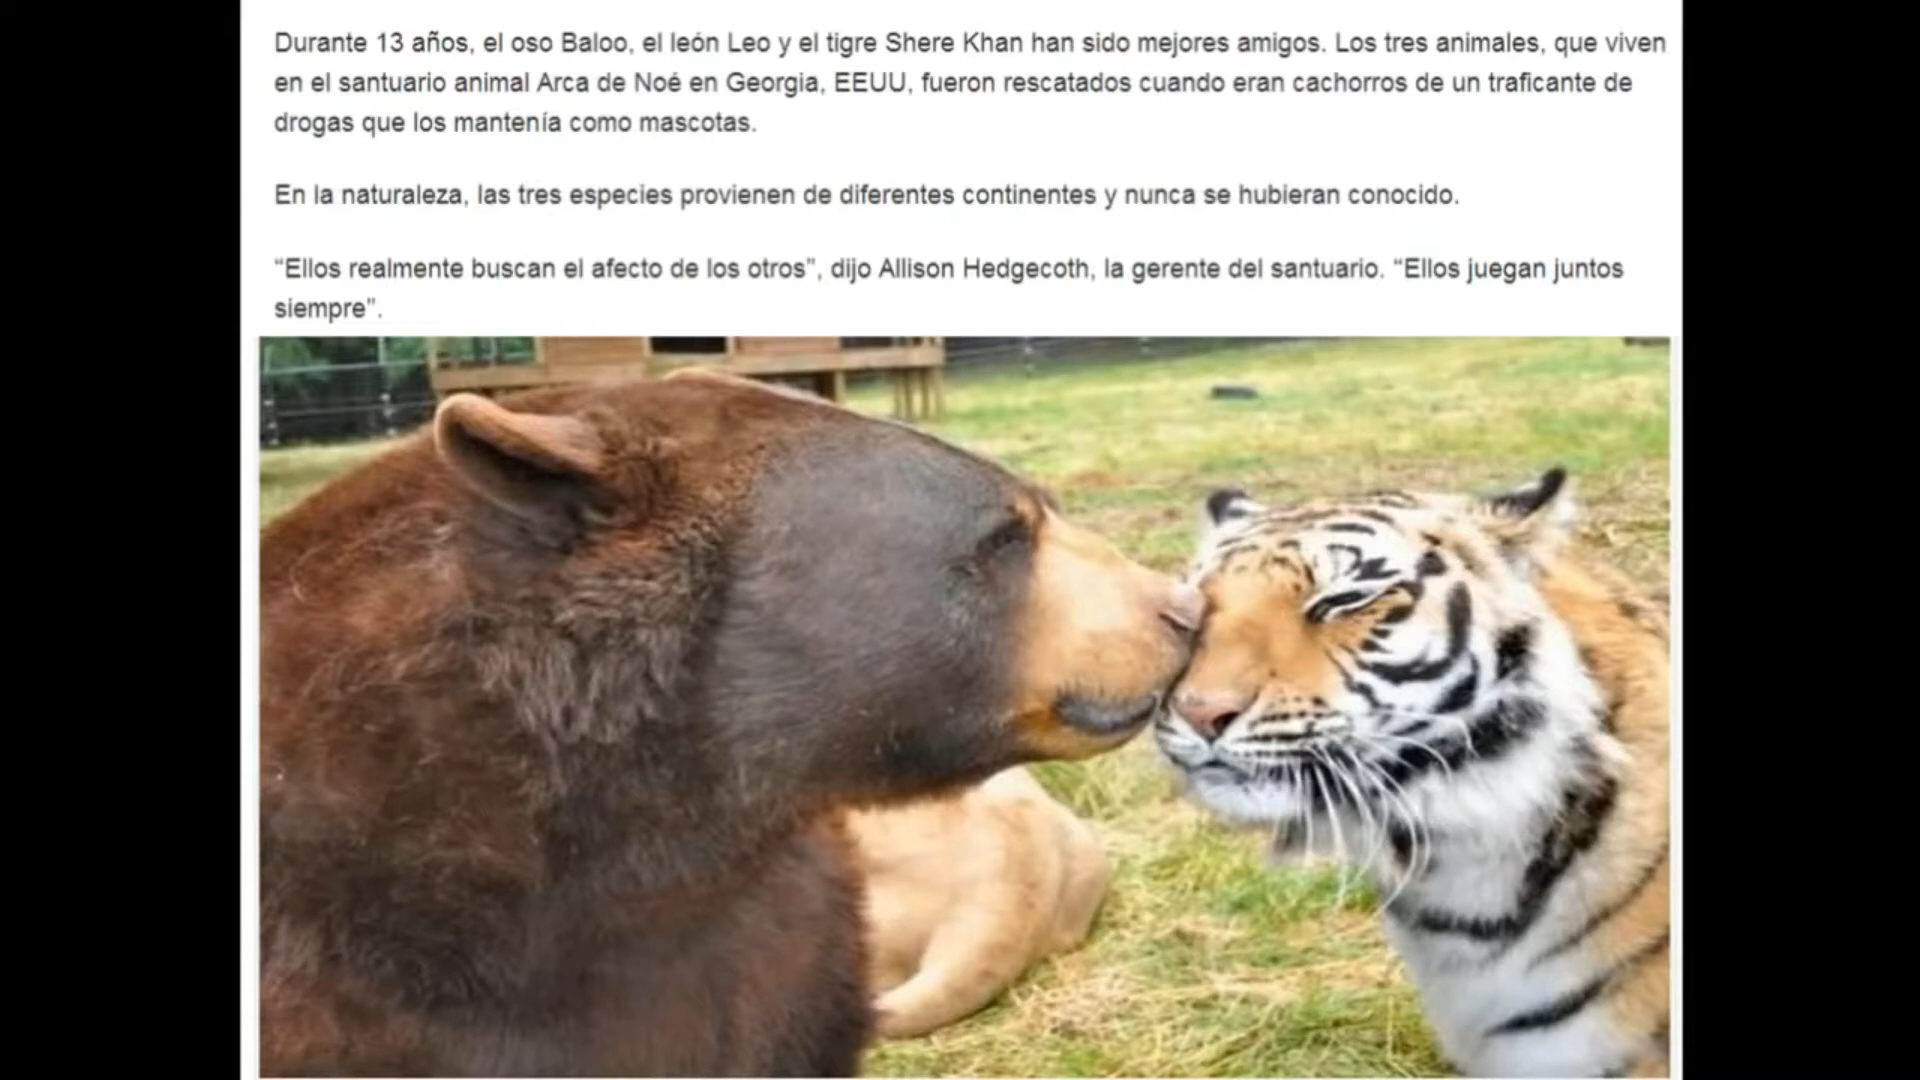 Durante 13 años, el oso Baloo, el león Leo y el tigre Shere Khan han sido mejores amigos. Los tres animales, que viven
en el santuario animal Arca de Noé en Georgia, EEUU, fueron rescatados cuando eran cachorros de un traficante de
drogas que los mantenía como mascotas.
En la naturaleza, las tres especies provienen de diferentes continentes y nunca se hubieran conocido.
“Ellos realmente buscan el afecto de los otros”, dijo Allison Hedgecoth, la gerente del santuario. “Ellos juegan juntos
siempre”.